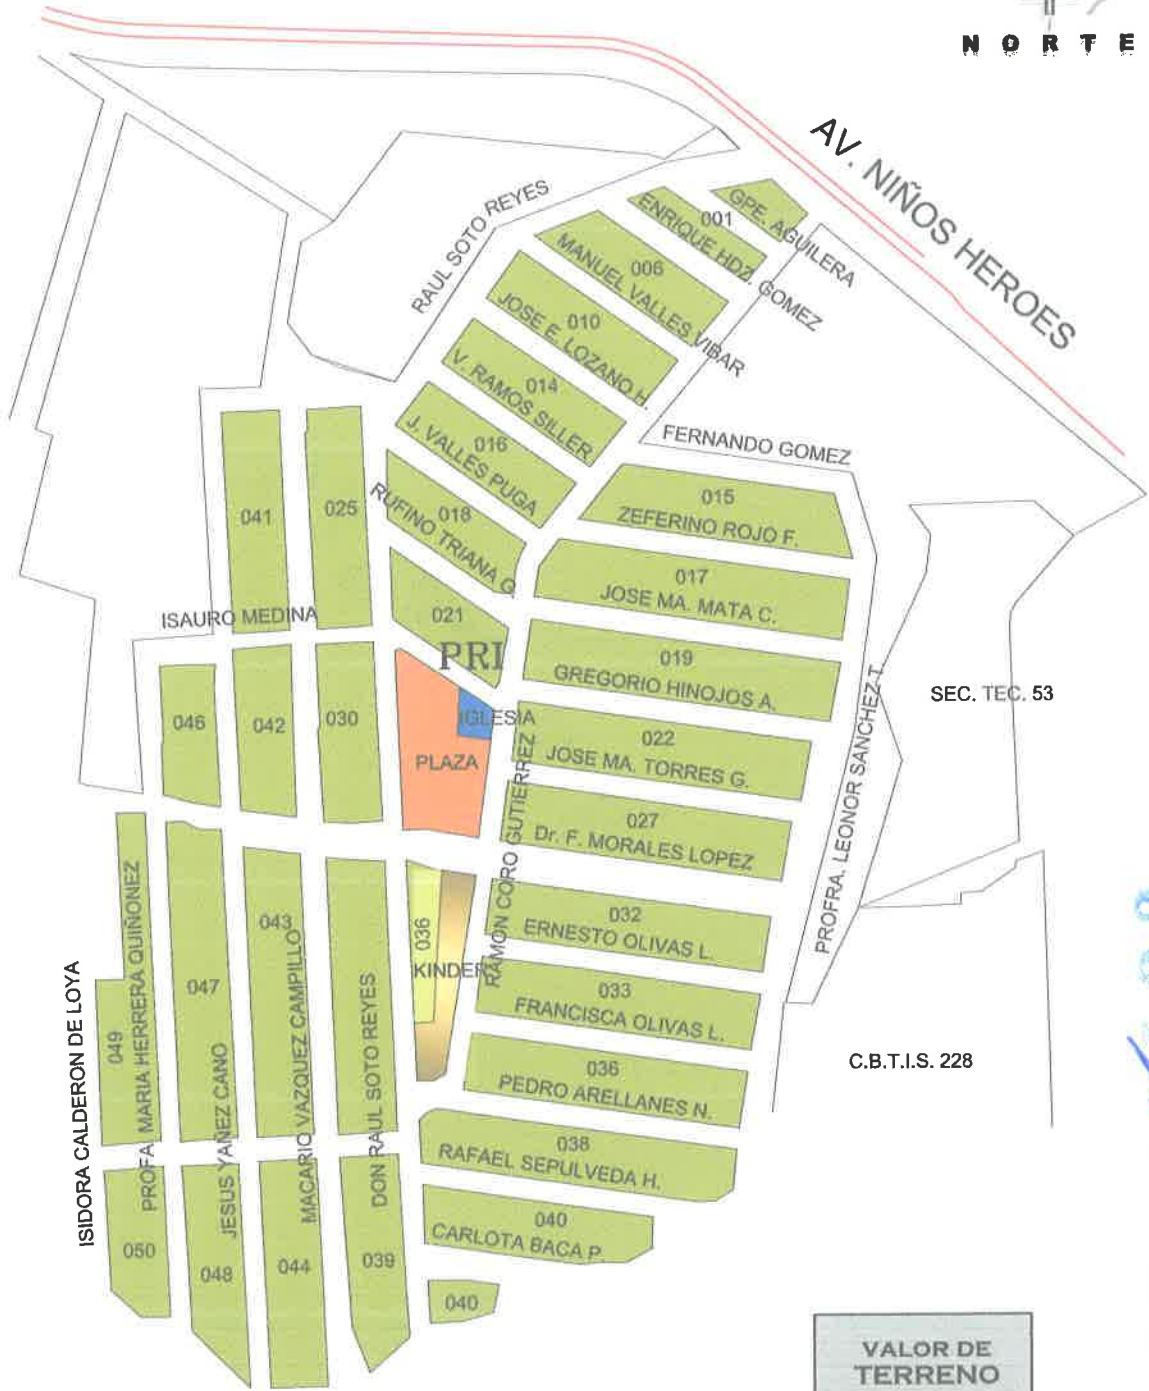 NORTE
AV. NIÑOS HEROES
GPE. AGUILERA
001
ENRIQUE HDZ. GOMEZ
RAUL SOTO REYES
006
MANUEL VALLES VIBAR
010
JOSE E. LOZANO H.
014
V. RAMOS SILLER
016
J. VALLES PUGA
FERNANDO GOMEZ
015
ZEFERINO ROJO F.
018
RUFINO TRIANA G
041
025
017
JOSE MA. MATA C.
ISAURO MEDINA
021
PRI
019
GREGORIO HINOJOS A.
SEC. TEC. 53
046
042
030
IGLESIA
PLAZA
022
JOSE MA. TORRES G.
PROFRA. LEONOR SANCHEZ T.
RAMON CORO GUTIERREZ
027
Dr. F. MORALES LOPEZ
032
ERNESTO OLIVAS L.
043
036
KINDER
047
049
033
FRANCISCA OLIVAS L.
ISIDORA CALDERON DE LOYA
PROFA. MARIA HERRERA QUIÑONEZ
JESUS YAÑEZ CANO
MACARIO VAZQUEZ CAMPILLO
DON RAUL SOTO REYES
C.B.T.I.S. 228
036
PEDRO ARELLANES N.
038
RAFAEL SEPULVEDA H.
040
CARLOTA BACA P.
050
048
044
039
040
VALOR DE
TERRENO